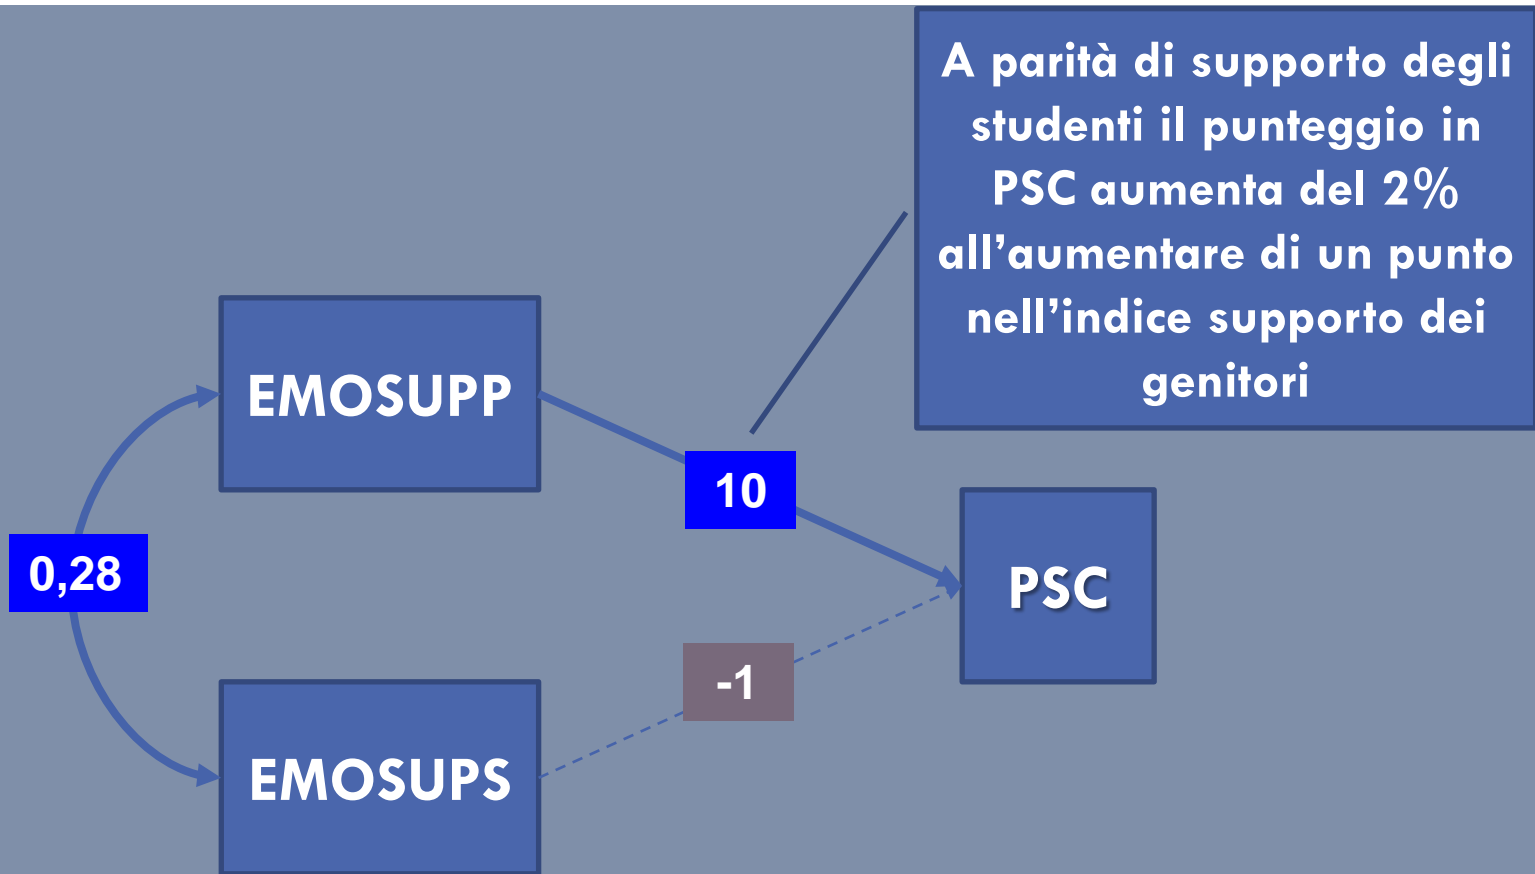 A parità di supporto degli
studenti il punteggio in
PSC aumenta del 2%
all'aumentare di un punto
nell'indice supporto dei
genitori
EMOSUPP
10
0,28
PSC
-1
EMOSUPS